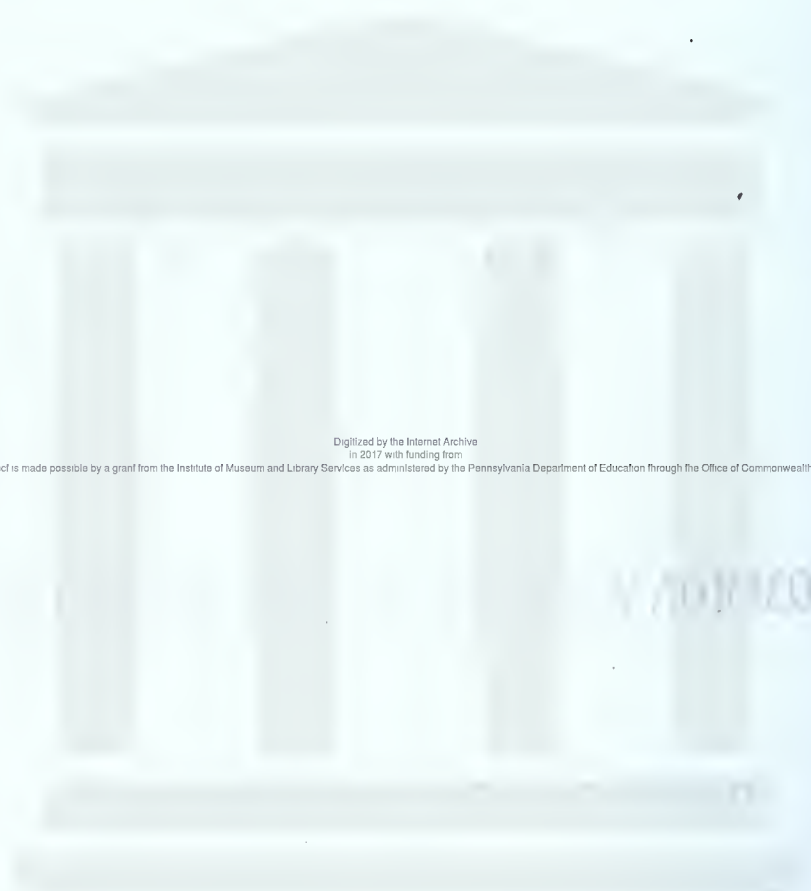 Digitized by the Internet Archive
in 2017 with funding from
is made possible by a grant from the Institute of Museum and Library Services as administered by the Pennsylvania Department of Education through the Office of Commonwealth